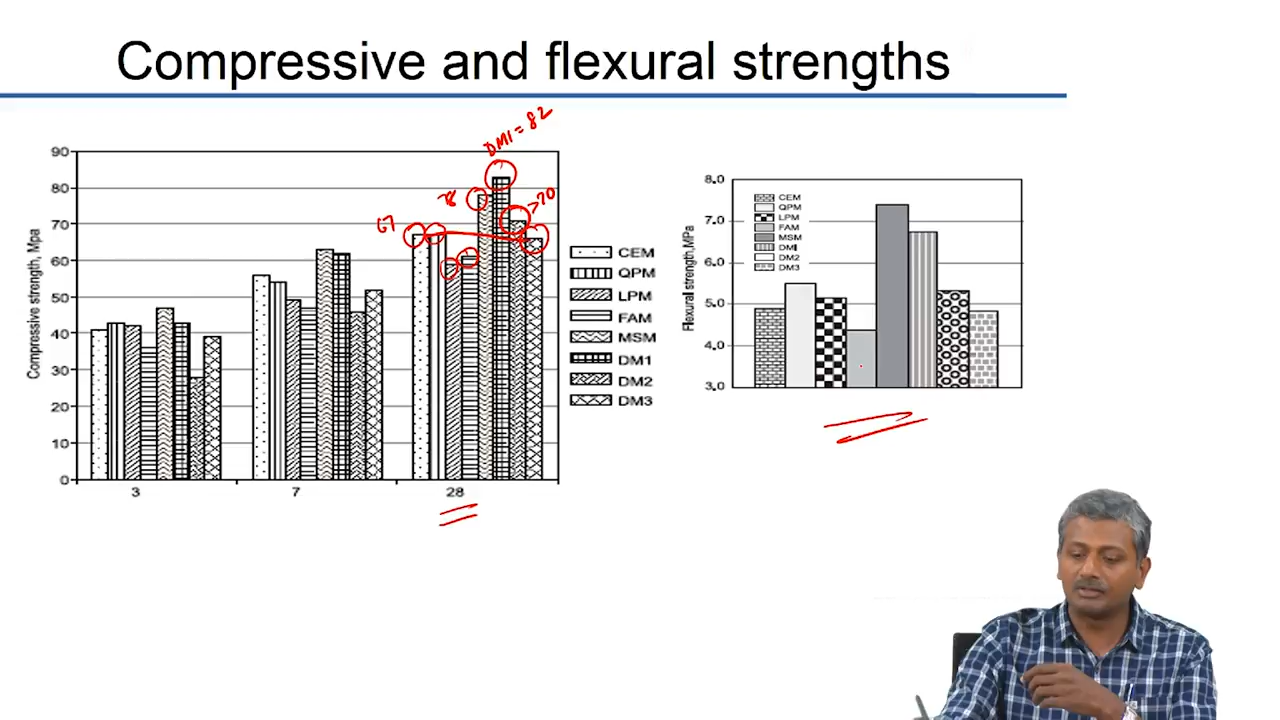 Compressive and flexural strengths
DM1 = 82
78
>70
67
Compressive strength, Mpa
90
80
70
60
50
40
30
20
10
0
3
7
28
CEM
QPM
LPM
FAM
MSM
DM1
DM2
DM3
Flexural strength,MPa
8.0
7.0
6.0
5.0
4.0
3.0
CEM
QPM
LPM
FAM
MSM
DM1
DM2
DM3